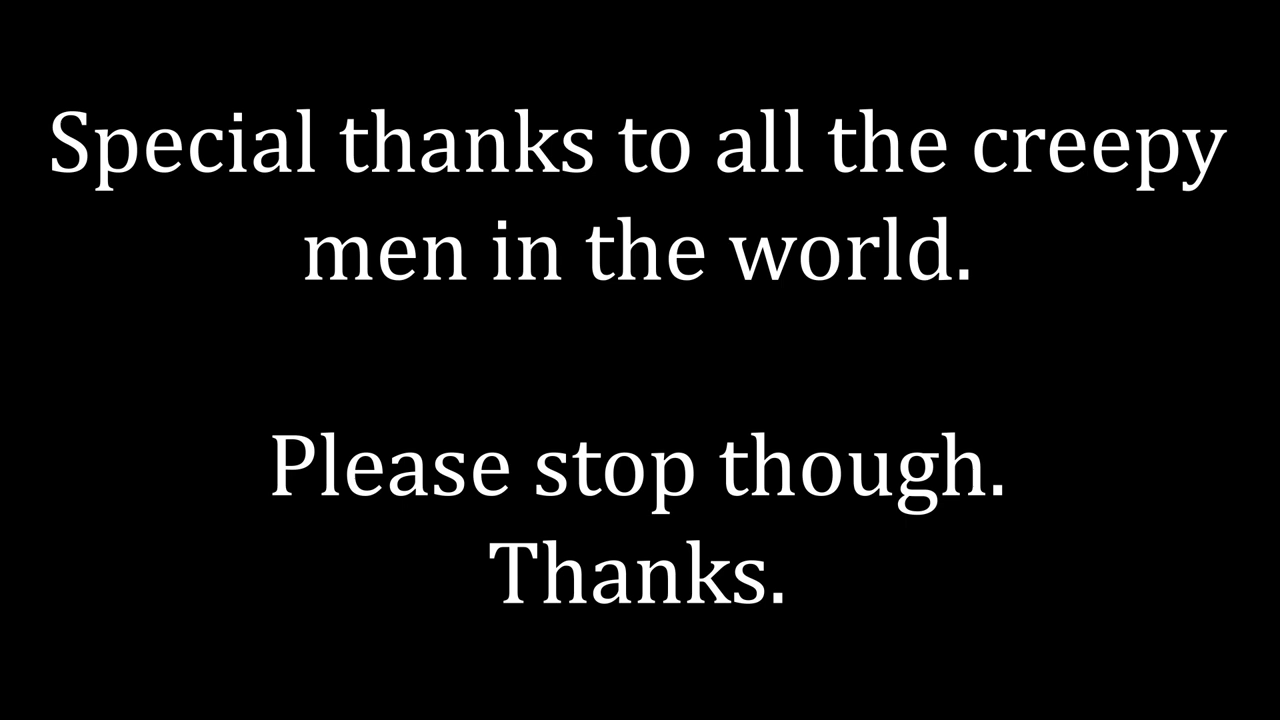 Special thanks to all the creepy
men in the world.
Please stop though.
Thanks.